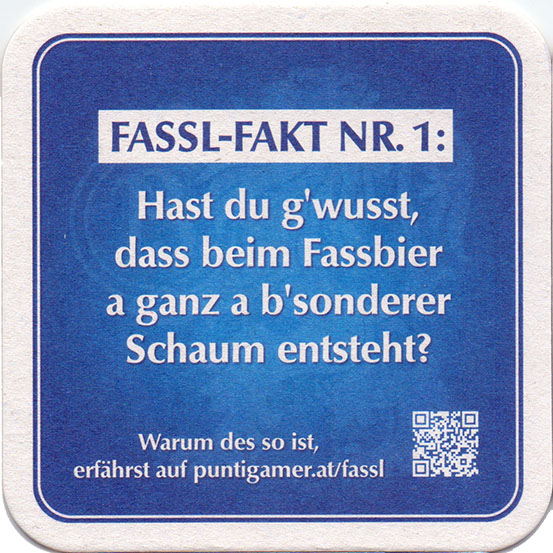 FASSL-FAKT NR. 1:
Hast du g'wusst,
dass beim Fassbier
a ganz a b'sonderer
Schaum entsteht?
Warum des so ist,
erfährst auf puntigamer.at/fassl